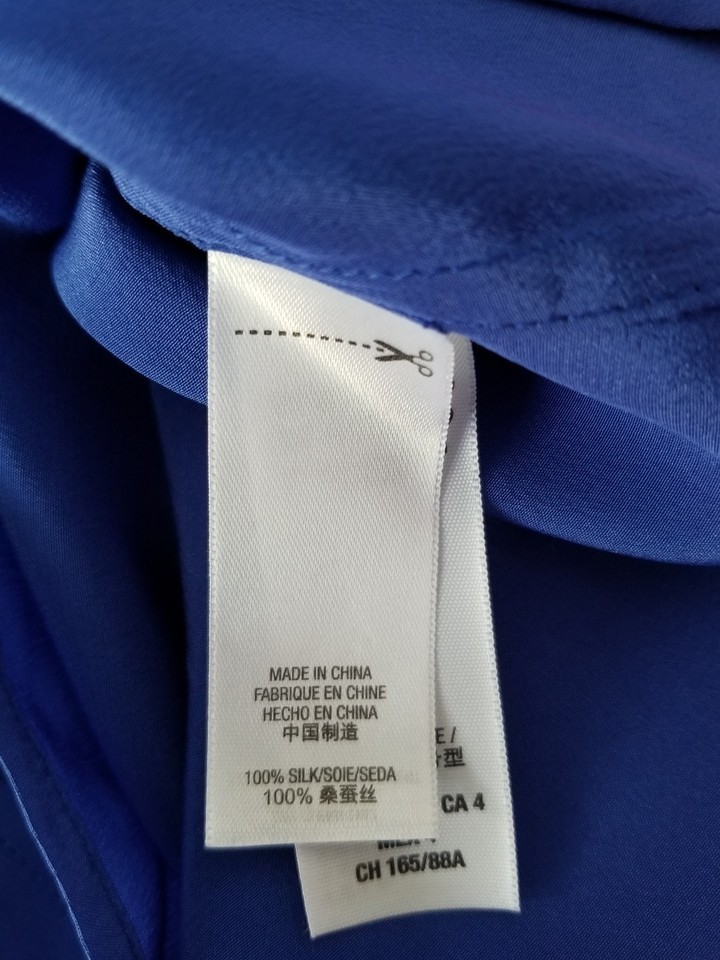 MADE IN CHINA
FABRIQUE EN CHINE
HECHO EN CHINA
中国制造
100% SILK/SOIE/SEDA
100% 桑蚕丝
E /
型
CA 4
CH 165/88A